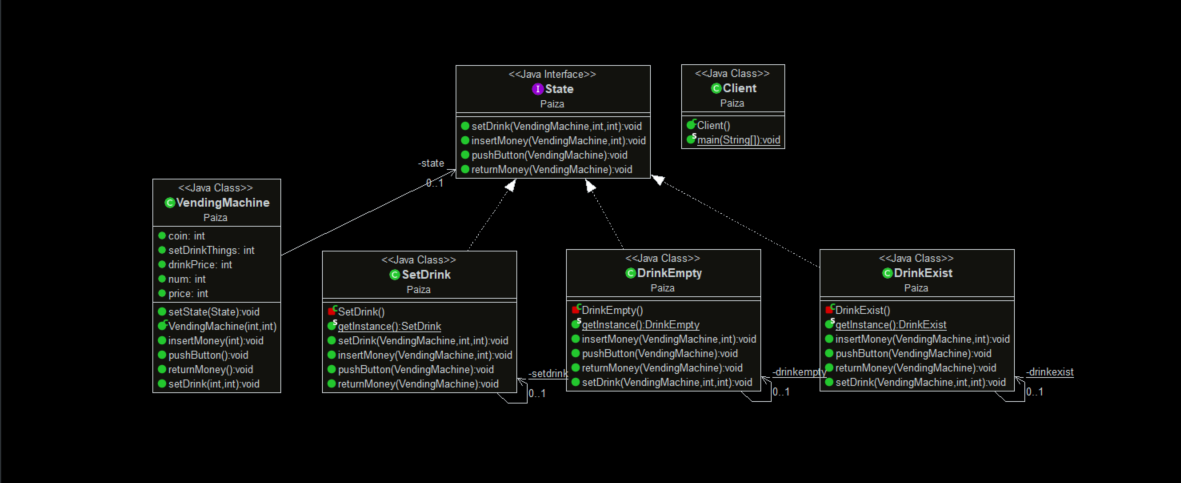 <<Java Interface>>
I State
Paiza
setDrink(VendingMachine,int,int):void
insertMoney(VendingMachine,int):void
pushButton(VendingMachine):void
returnMoney(VendingMachine):void
<<Java Class>>
C Client
Paiza
C Client()
S main(String[]):void
-state
0..1
<<Java Class>>
C VendingMachine
Paiza
coin: int
setDrinkThings: int
drinkPrice: int
num: int
price: int
setState(State):void
C VendingMachine(int,int)
insertMoney(int):void
pushButton():void
returnMoney():void
setDrink(int,int):void
<<Java Class>>
C SetDrink
Paiza
C SetDrink()
S getInstance():SetDrink
setDrink(VendingMachine,int,int):void
insertMoney(VendingMachine,int):void
pushButton(VendingMachine):void
returnMoney(VendingMachine):void
-setdrink
0..1
<<Java Class>>
C DrinkEmpty
Paiza
C DrinkEmpty()
S getInstance():DrinkEmpty
insertMoney(VendingMachine,int):void
pushButton(VendingMachine):void
returnMoney(VendingMachine):void
setDrink(VendingMachine,int,int):void
-drinkempty
0..1
<<Java Class>>
C DrinkExist
Paiza
C DrinkExist()
S getInstance():DrinkExist
insertMoney(VendingMachine,int):void
pushButton(VendingMachine):void
returnMoney(VendingMachine):void
setDrink(VendingMachine,int,int):void
-drinkexist
0..1